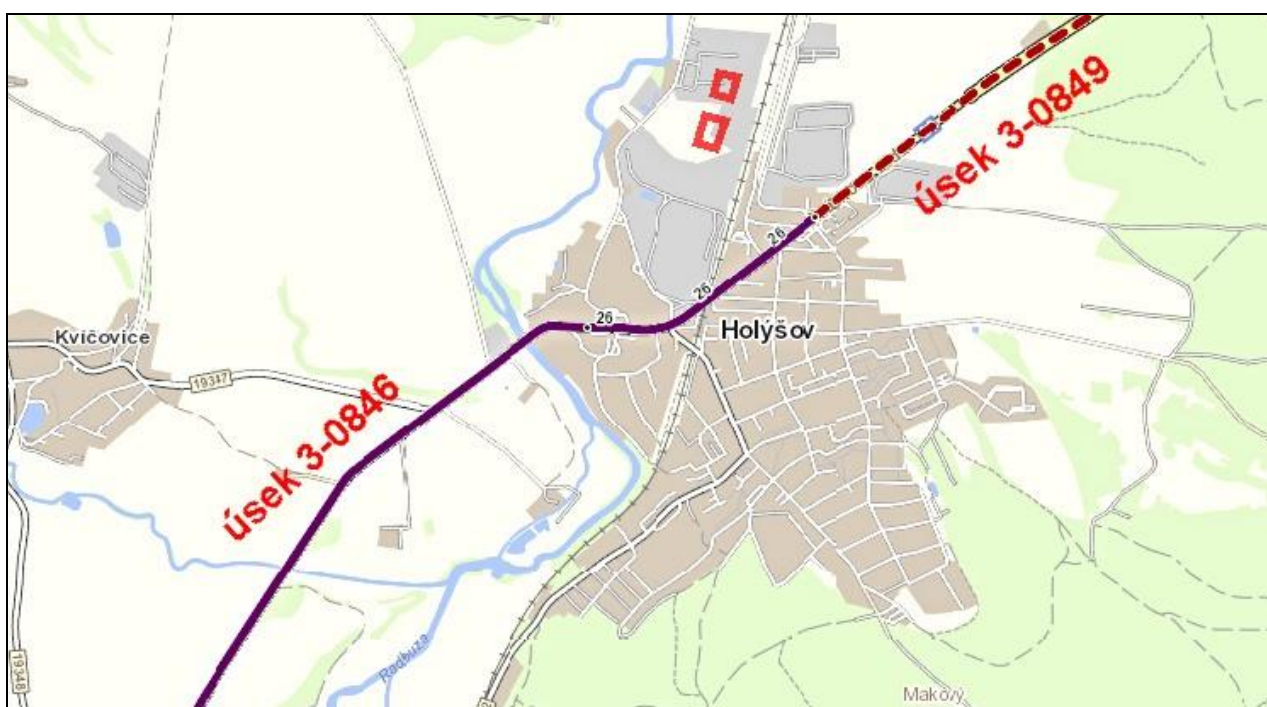 úsek 3-0849
26
26
26
Holýšov
Kvíčovice
19347
úsek 3-0846
Radbuza
19348
Makový